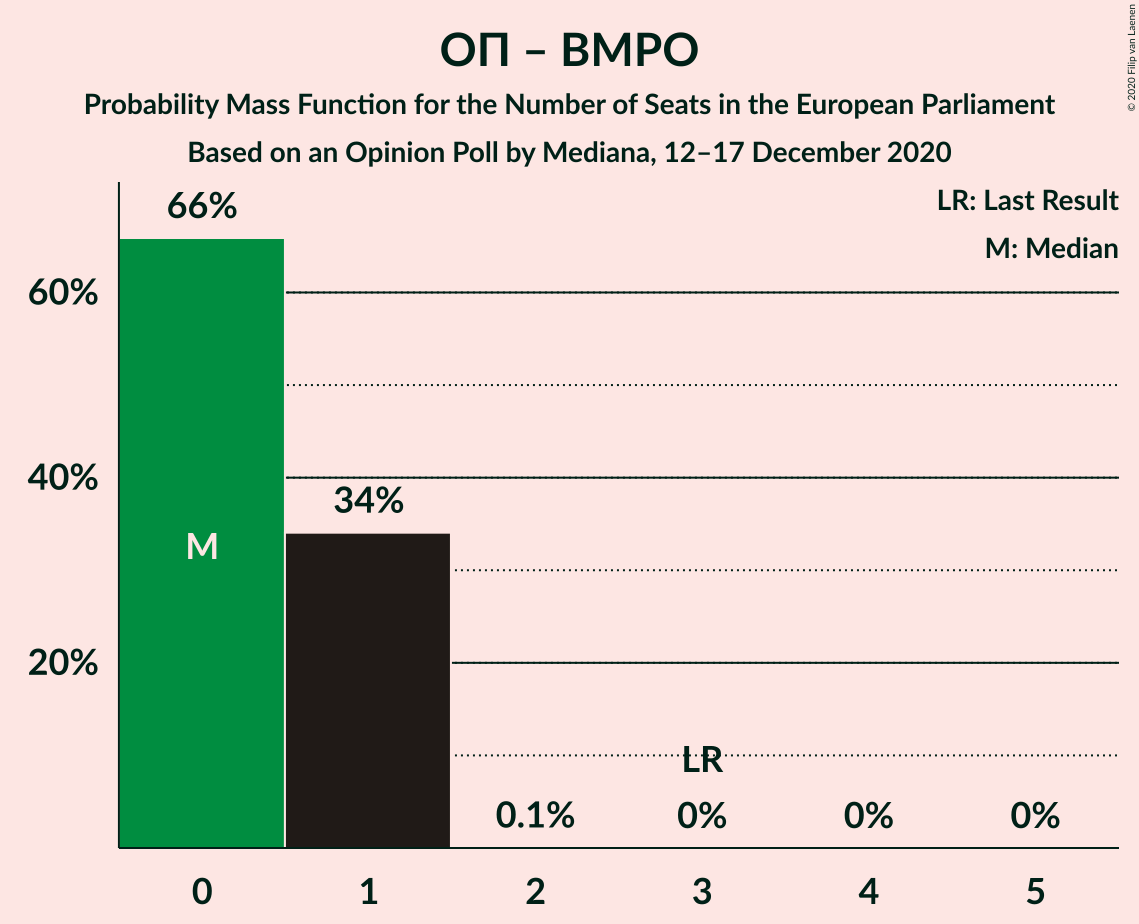 ОП – ВМРО
Probability Mass Function for the Number of Seats in the European Parliament
Based on an Opinion Poll by Mediana, 12–17 December 2020
© 2020 Filip van Laenen
LR: Last Result
M: Median
66%
60%
40%
34%
M
20%
LR
0.1% 0% 0% 0%
0 1 2 3 4 5